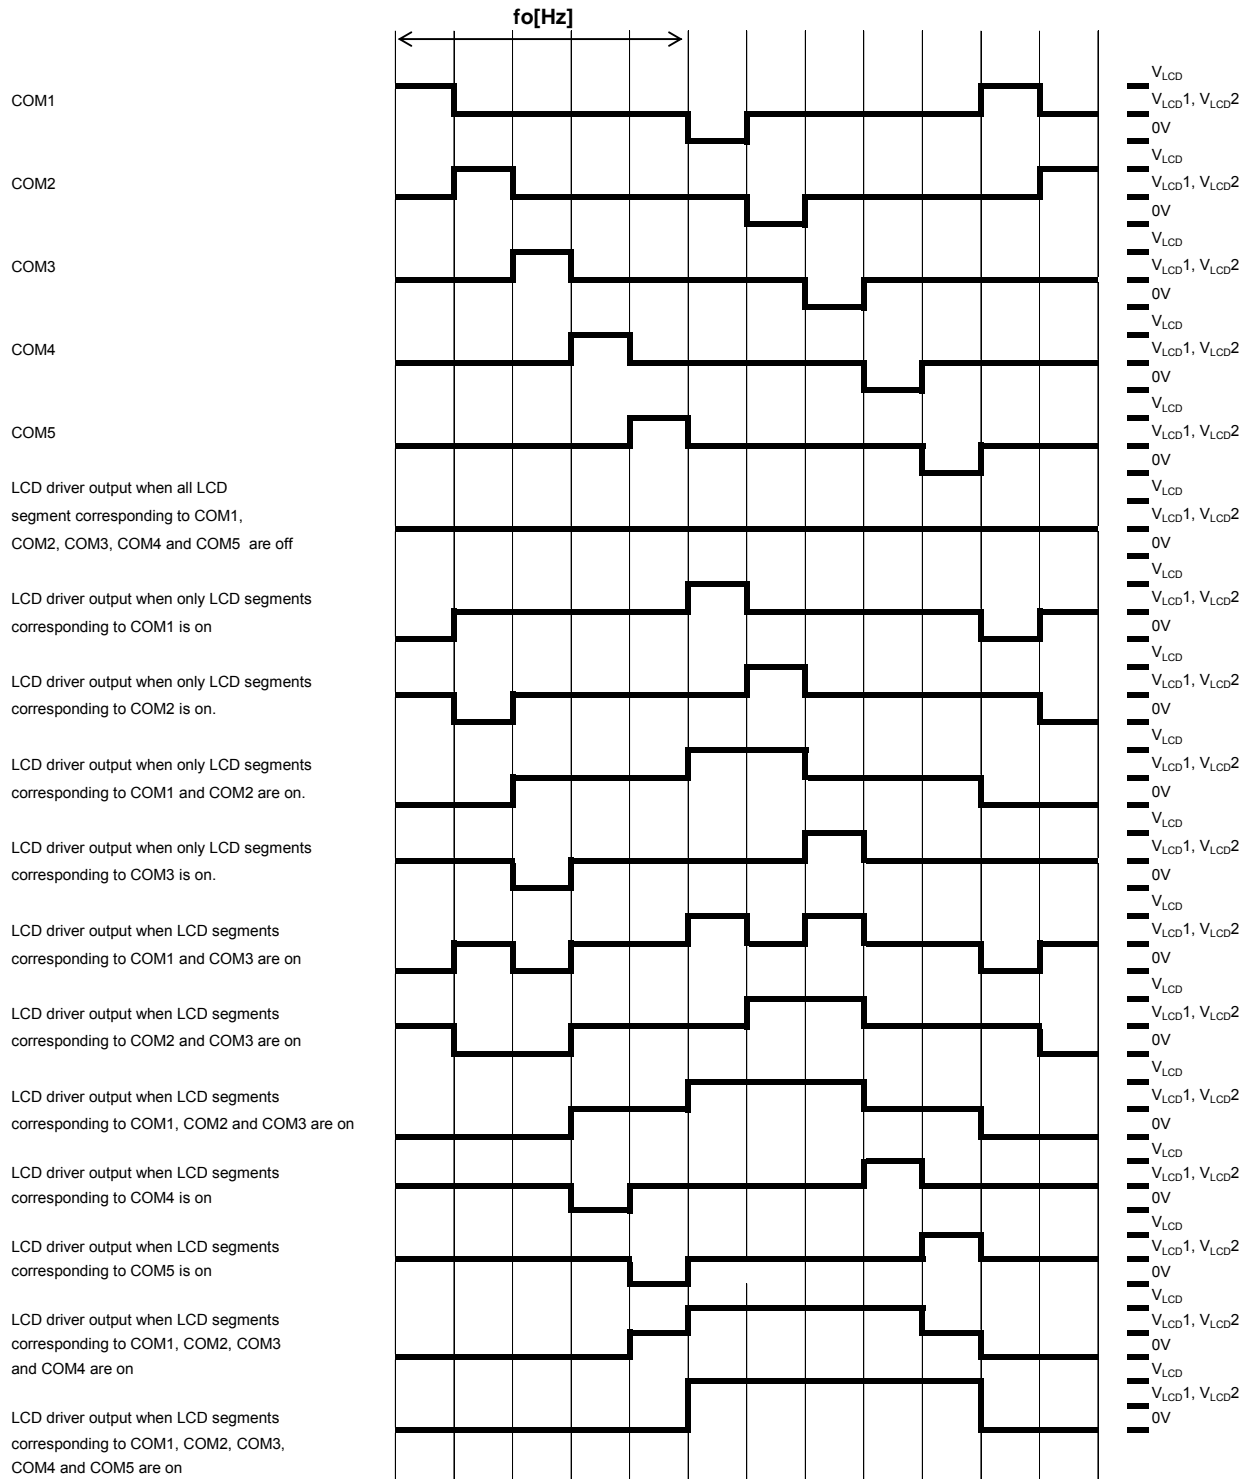 fo[Hz]
VLCD
COM1
VLCD1, VLCD2
0V
VLCD
COM2
VLCD1, VLCD2
0V
VLCD
COM3
VLCD1, VLCD2
0V
VLCD
COM4
VLCD1, VLCD2
0V
VLCD
COM5
VLCD1, VLCD2
0V
LCD driver output when all LCD
segment corresponding to COM1,
COM2, COM3, COM4 and COM5 are off
VLCD
VLCD1, VLCD2
0V
VLCD
LCD driver output when only LCD segments
corresponding to COM1 is on
VLCD1, VLCD2
0V
VLCD
LCD driver output when only LCD segments
corresponding to COM2 is on.
VLCD1, VLCD2
0V
VLCD
LCD driver output when only LCD segments
corresponding to COM1 and COM2 are on.
VLCD1, VLCD2
0V
VLCD
LCD driver output when only LCD segments
corresponding to COM3 is on.
VLCD1, VLCD2
0V
VLCD
LCD driver output when LCD segments
corresponding to COM1 and COM3 are on
VLCD1, VLCD2
0V
VLCD
LCD driver output when LCD segments
corresponding to COM2 and COM3 are on
VLCD1, VLCD2
0V
VLCD
LCD driver output when LCD segments
corresponding to COM1, COM2 and COM3 are on
VLCD1, VLCD2
0V
VLCD
LCD driver output when LCD segments
corresponding to COM4 is on
VLCD1, VLCD2
0V
VLCD
LCD driver output when LCD segments
corresponding to COM5 is on
VLCD1, VLCD2
0V
VLCD
LCD driver output when LCD segments
corresponding to COM1, COM2, COM3
and COM4 are on
VLCD1, VLCD2
0V
VLCD
VLCD1, VLCD2
0V
LCD driver output when LCD segments
corresponding to COM1, COM2, COM3,
COM4 and COM5 are on